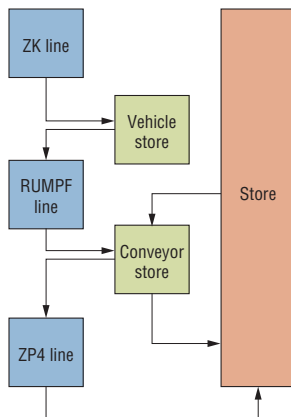 ZK line
Vehicle
store
RUMPF
line
Store
Conveyor
store
ZP4 line